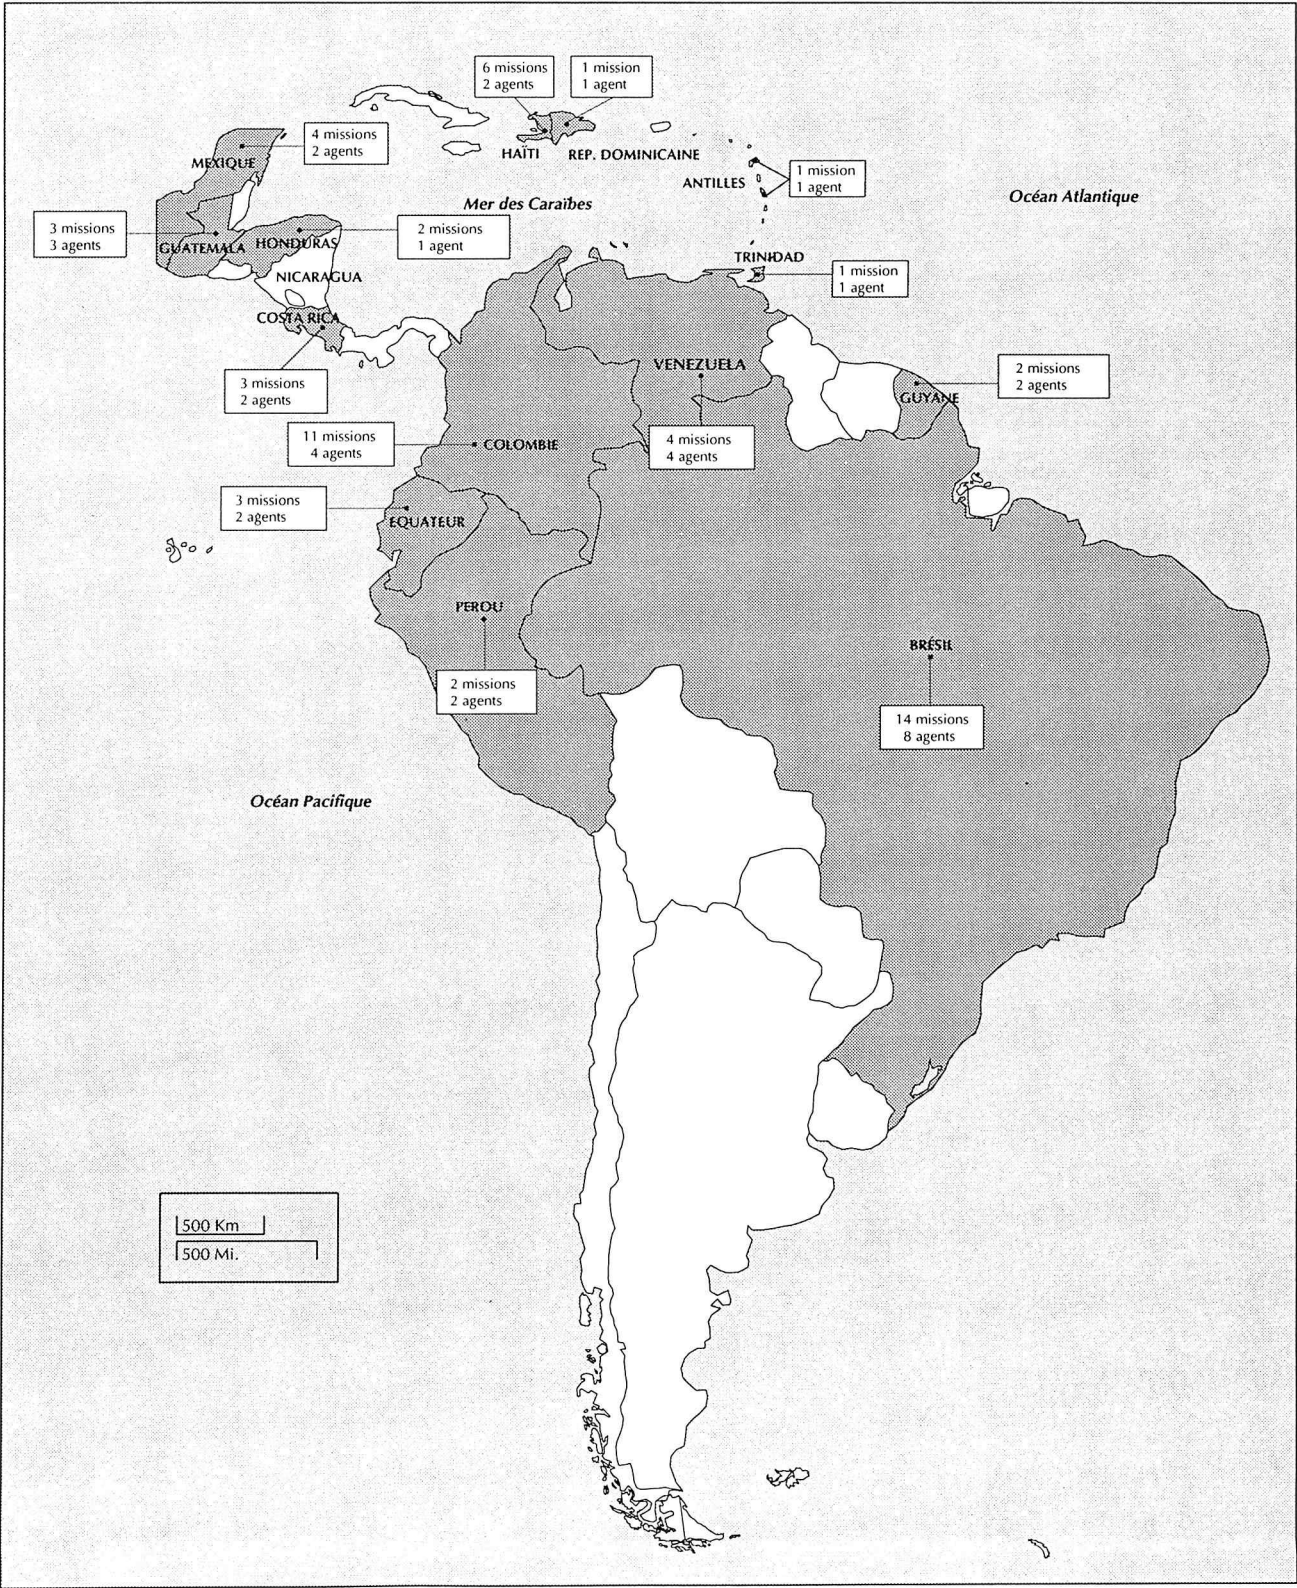 6 missions
2 agents
1 mission
1 agent
4 missions
2 agents
MEXIQUE
HAÏTI
REP. DOMINICAINE
ANTILLES
1 mission
1 agent
Océan Atlantique
Mer des Caraïbes
3 missions
3 agents
GUATEMALA
HONDURAS
2 missions
1 agent
NICARAGUA
TRINIDAD
1 mission
1 agent
COSTA RICA
3 missions
2 agents
VENEZUELA
4 missions
4 agents
2 missions
2 agents
GUYANE
11 missions
4 agents
COLOMBIE
3 missions
2 agents
EQUATEUR
PEROU
2 missions
2 agents
BRÉSIL
14 missions
8 agents
Océan Pacifique
500 Km
500 Mi.